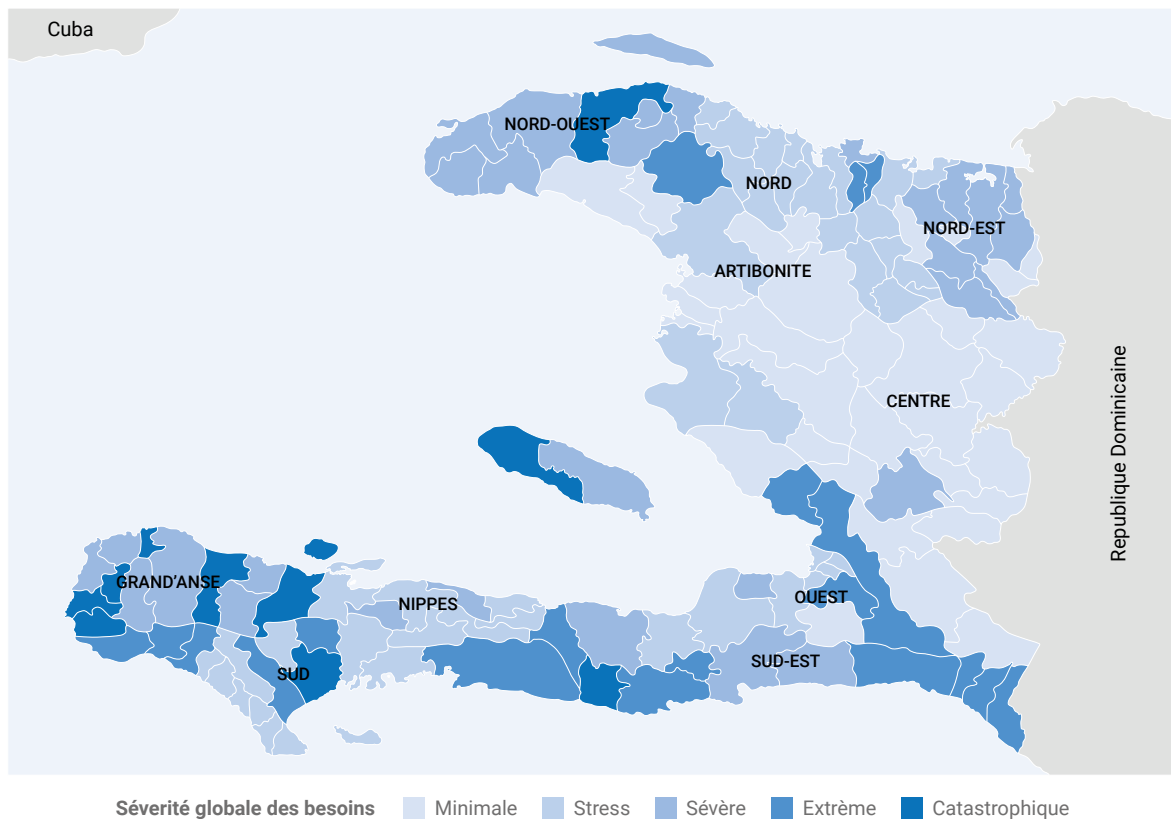 Cuba
NORD-OUEST
NORD
NORD-EST
ARTIBONITE
Republique Dominicaine
CENTRE
GRAND'ANSE
NIPPES
OUEST
SUD
SUD-EST
Séverité globale des besoins Minimale Stress Sévère Extrême Catastrophique